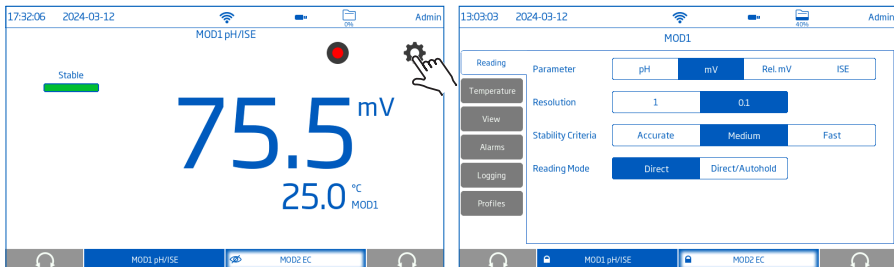 17:32:06 2024-03-12 0% Admin
MOD1 pH/ISE
Stable
75.5 mV
25.0 °C MOD1
MOD1 pH/ISE MOD2 EC
13:03:03 2024-03-12 40% Admin
MOD1
Reading
Temperature
View
Alarms
Logging
Profiles
Parameter pH mV Rel. mV ISE
Resolution 1 0.1
Stability Criteria Accurate Medium Fast
Reading Mode Direct Direct/Autohold
MOD1 pH/ISE MOD2 EC